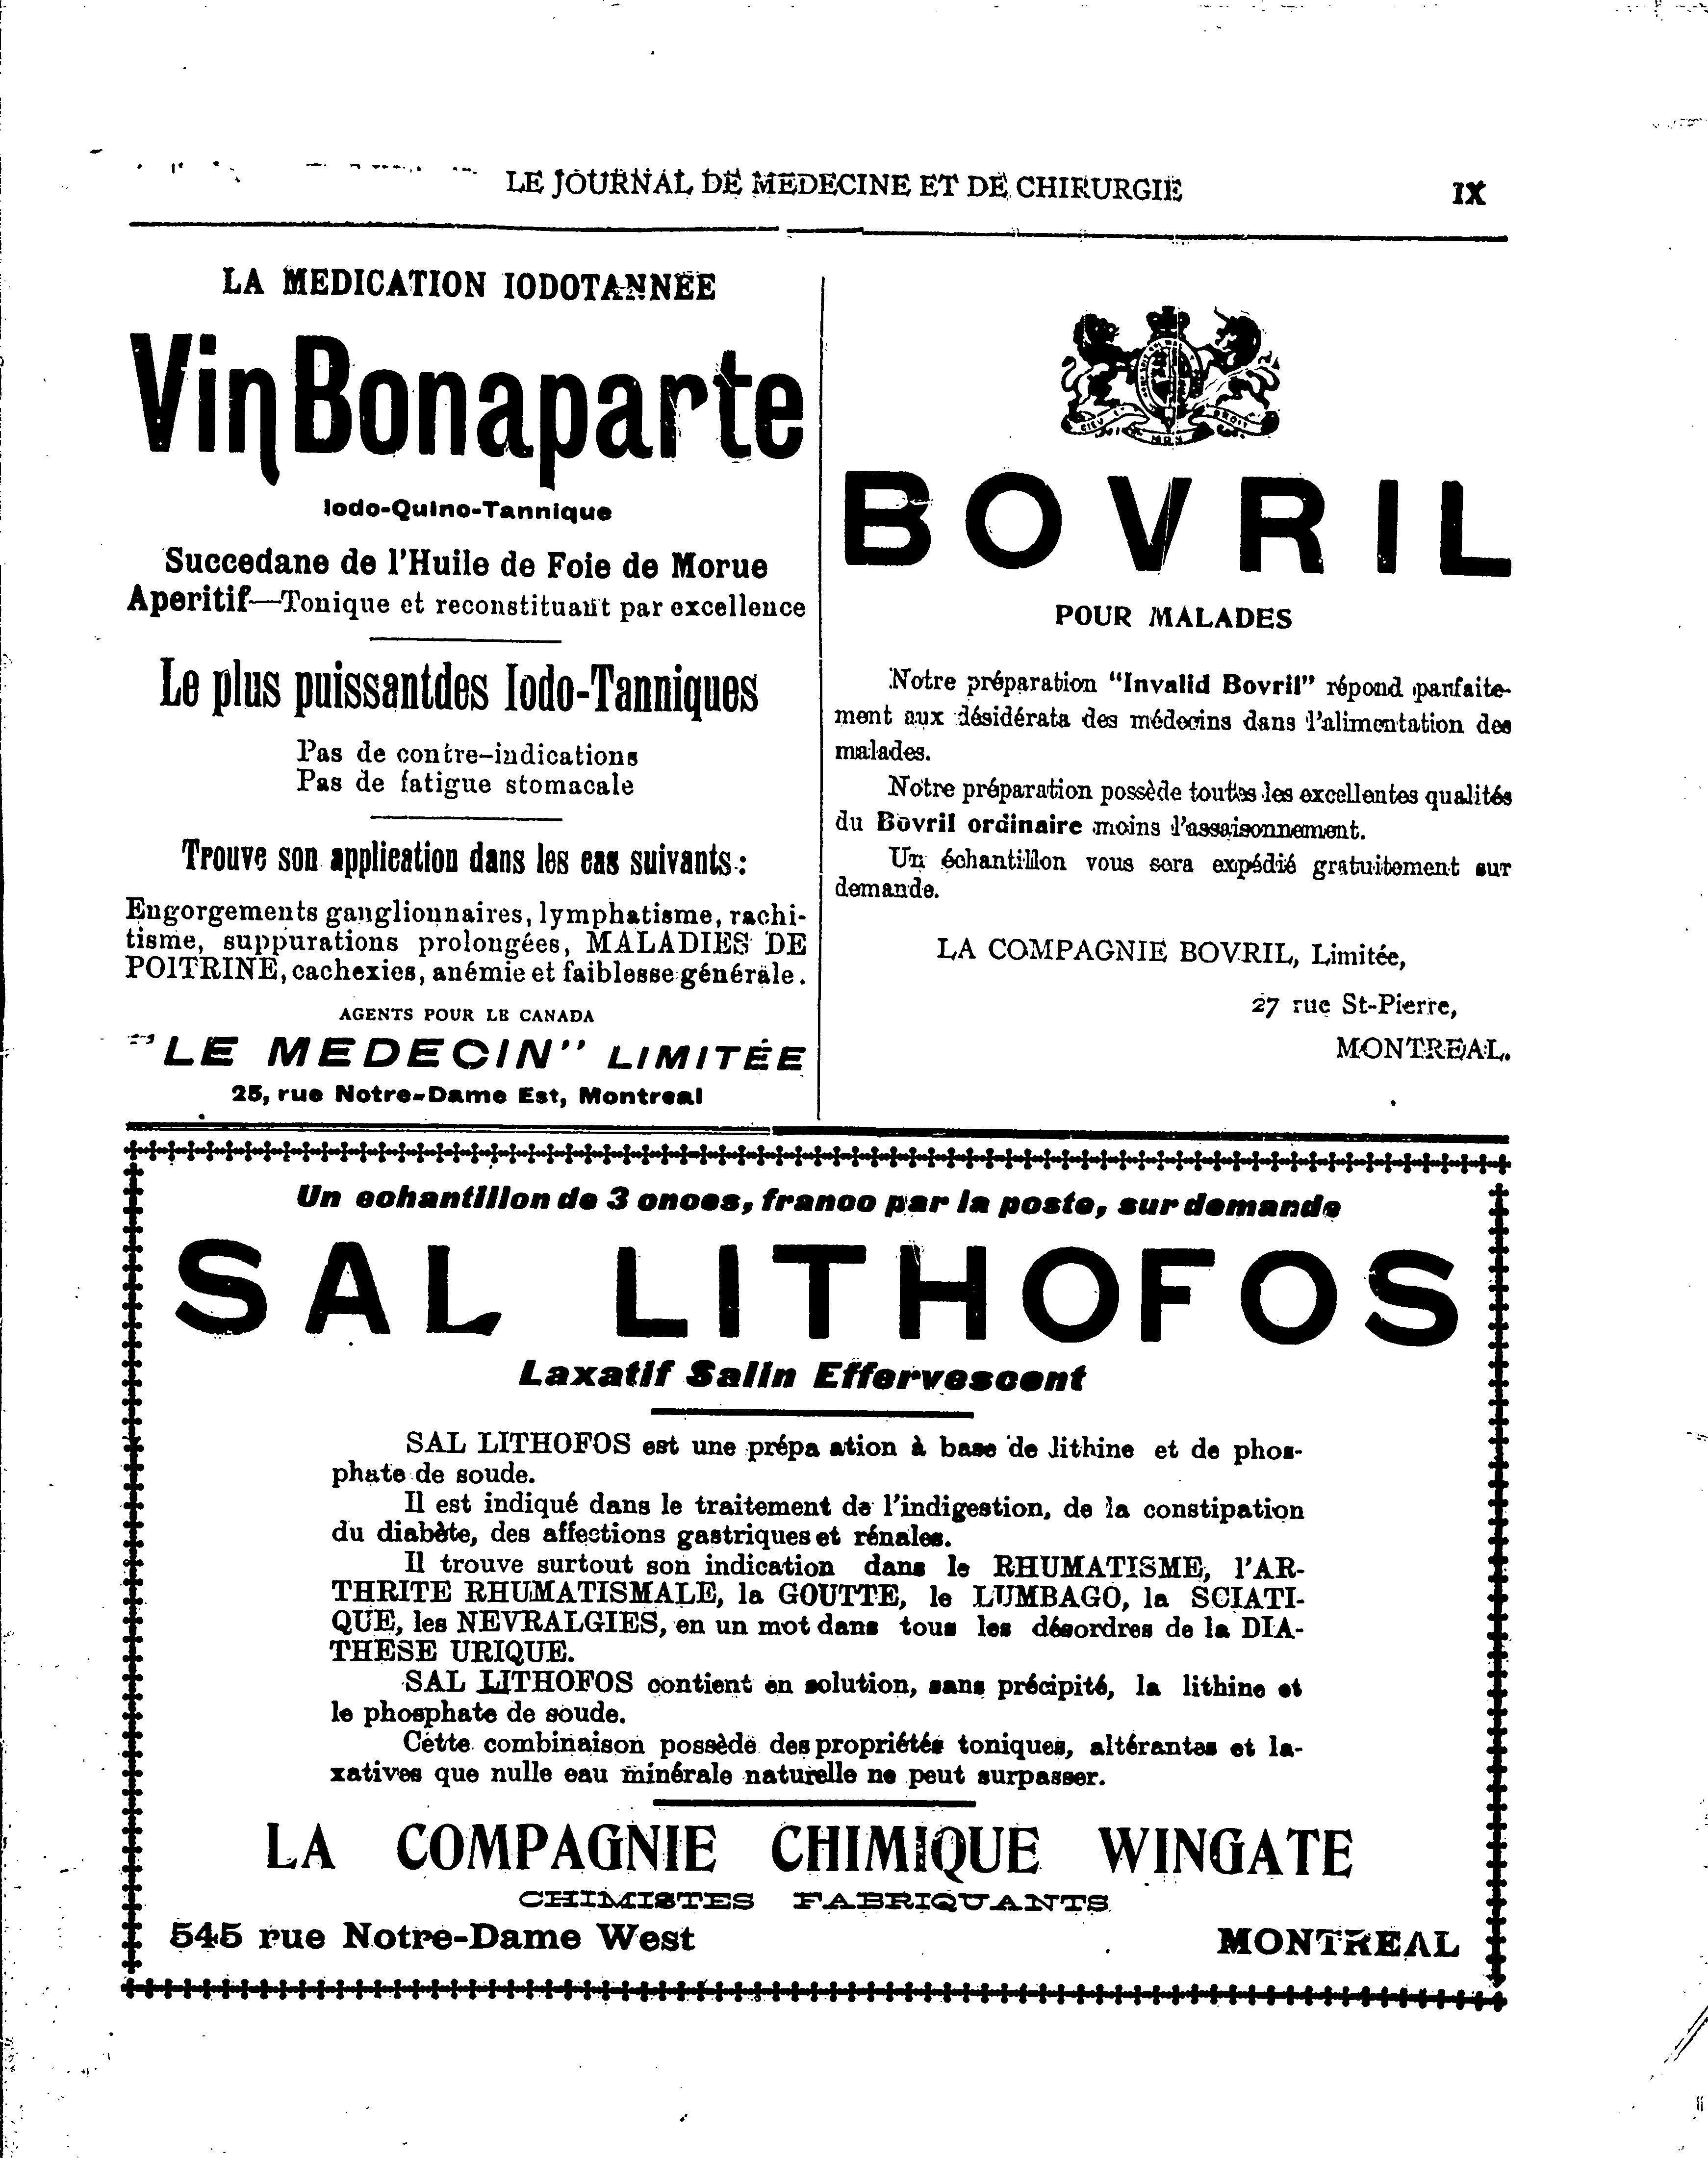 LE JOURNAL DE MEDECINE ET DE CHIRURGIE IX
LA MEDICATION IODOTANNÉE
Vin Bonaparte
Iodo-Quino-Tannique
Succedane de l'Huile de Foie de Morue
Aperitif—Tonique et reconstituant par excellence
Le plus puissant des Iodo-Tanniques
Pas de contre-indications
Pas de fatigue stomacale
Trouve son application dans les cas suivants:
Engorgements ganglionnaires, lymphatisme, rachi-
tisme, suppurations prolongées, MALADIES DE
POITRINE, cachexies, anémie et faiblesse générale.
AGENTS POUR LE CANADA
"LE MEDECIN" LIMITÉE
25, rue Notre-Dame Est, Montreal
DIEU ET MON DROIT
BOVRIL
POUR MALADES
Notre préparation "Invalid Bovril" répond parfaite-
ment aux désidérata des médecins dans l'alimentation des
malades.
Notre préparation possède toutes les excellentes qualités
du Bovril ordinaire moins l'assaisonnement.
Un échantillon vous sera expédié gratuitement sur
demande.
LA COMPAGNIE BOVRIL, Limitée,
27 rue St-Pierre,
MONTREAL.
Un echantillon de 3 onces, franco par la poste, sur demande
SAL LITHOFOS
Laxatif Salin Effervescent
SAL LITHOFOS est une prépa ation à base de lithine et de phos-
phate de soude.
Il est indiqué dans le traitement de l'indigestion, de la constipation
du diabète, des affections gastriques et rénales.
Il trouve surtout son indication dans le RHUMATISME, l'AR-
THRITE RHUMATISMALE, la GOUTTE, le LUMBAGO, la SCIATI-
QUE, les NEVRALGIES, en un mot dans tous les désordres de la DIA-
THESE URIQUE.
SAL LITHOFOS contient en solution, sans précipité, la lithine et
le phosphate de soude.
Cette combinaison possède des propriétés toniques, altérantes et la-
xatives que nulle eau minérale naturelle ne peut surpasser.
LA COMPAGNIE CHIMIQUE WINGATE
CHIMISTES FABRIQUANTS
545 rue Notre-Dame West MONTREAL